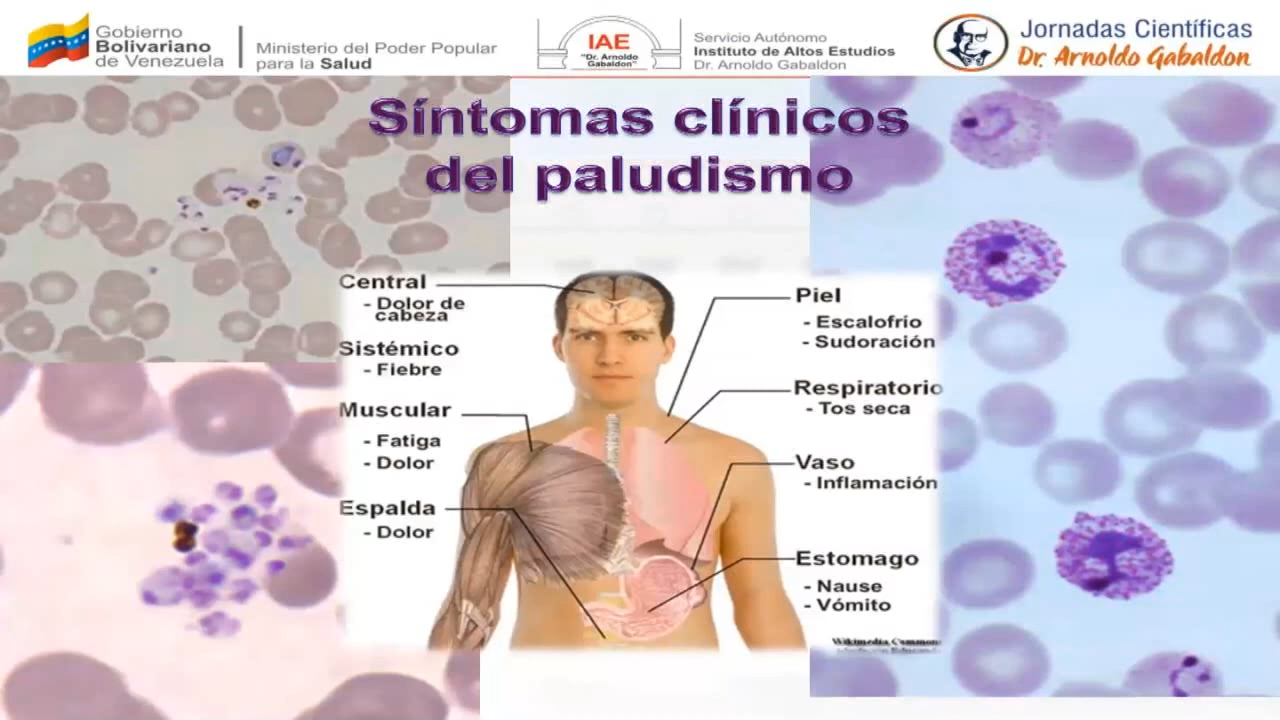 Gobierno
Bolivariano
de Venezuela
Ministerio del Poder Popular
para la Salud
IAE
"Dr. Arnoldo
Gabaldon"
Servicio Autónomo
Instituto de Altos Estudios
Dr. Arnoldo Gabaldon
Jornadas Científicas
Dr. Arnoldo Gabaldon
Síntomas clínicos
del paludismo
Central
- Dolor de
cabeza
Sistémico
- Fiebre
Muscular
- Fatiga
- Dolor
Espalda
- Dolor
Piel
- Escalofrío
- Sudoración
Respiratorio
- Tos seca
Vaso
- Inflamación
Estomago
- Nause
- Vómito
Wikimedia Commons